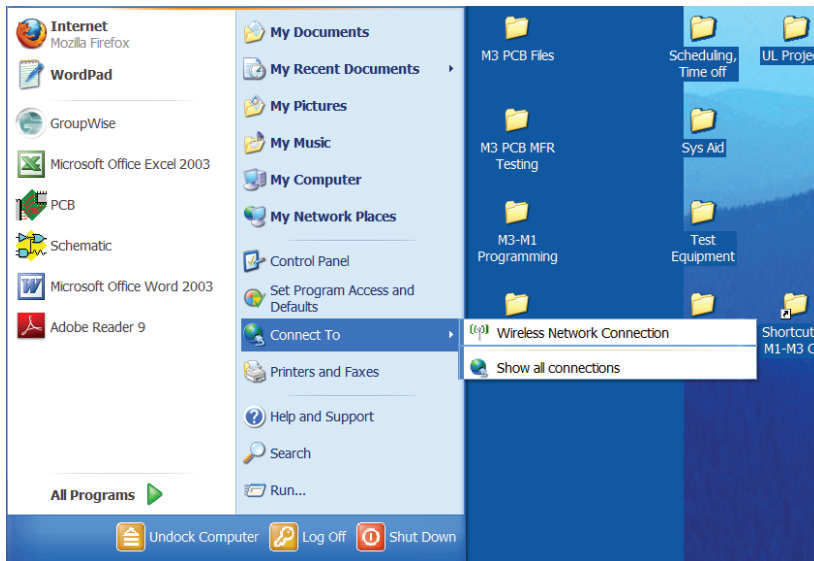 Internet
Mozilla Firefox
WordPad
GroupWise
Microsoft Office Excel 2003
PCB
Schematic
Microsoft Office Word 2003
Adobe Reader 9
All Programs
My Documents
My Recent Documents
My Pictures
My Music
My Computer
My Network Places
Control Panel
Set Program Access and
Defaults
Connect To
Printers and Faxes
Help and Support
Search
Run...
Wireless Network Connection
Show all connections
Undock Computer
Log Off
Shut Down
M3 PCB Files
Scheduling,
Time off
UL Proje
M3 PCB MFR
Testing
Sys Aid
M3-M1
Programming
Test
Equipment
Shortcut
M1-M3